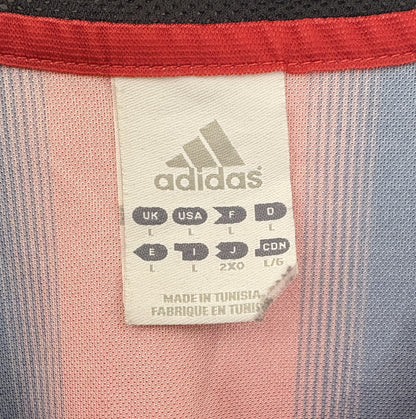 adidas
UK USA F D
L L L L
E I J CDN
L L 2XO L/G
MADE IN TUNISIA
FABRIQUE EN TUNIS